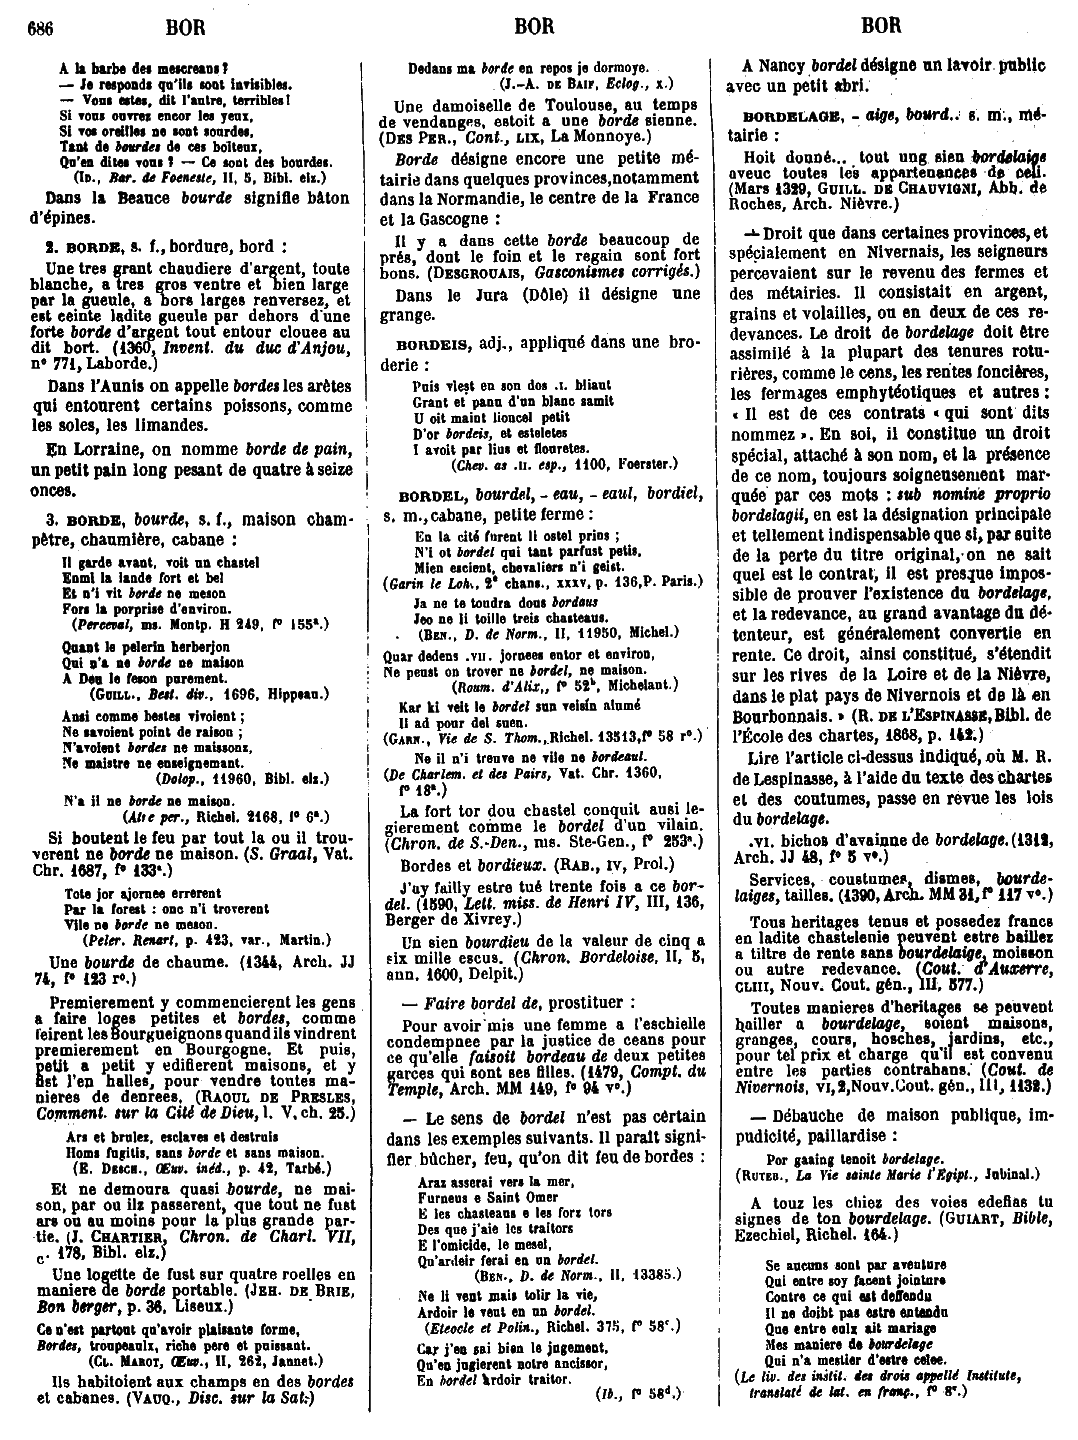 686 BOR BOR BOR
A la barbe des mescreans ?
— Je responds qu'ils sont invisibles.
— Vous estes, dit l'autre, terribles !
Si vous ouvrez encor les yeux,
Si vos oreilles ne sont sourdes,
Tant de bourdes de ces boiteux,
Qu'en dites vous ? — Ce sont des bourdes.
(ID., Bar. de Foeneste, II, 5, Bibl. elz.)
Dans la Beauce bourde signifie bâton
d'épines.
2. BORDE, s. f., bordure, bord :
Une tres grant chaudiere d'argent, toute
blanche, a tres gros ventre et bien large
par la gueule, a bors larges renversez, et
est ceinte ladite gueule par dehors d'une
forte borde d'argent tout entour clouee au
dit bort. (1360, Invent. du duc d'Anjou,
n° 771, Laborde.)
Dans l'Aunis on appelle bordes les arêtes
qui entourent certains poissons, comme
les soles, les limandes.
En Lorraine, on nomme borde de pain,
un petit pain long pesant de quatre à seize
onces.
3. BORDE, bourde, s. f., maison cham-
pêtre, chaumière, cabane :
Il garde avant, voit un chastel
Enmi la lande fort et bel
Et n'i vit borde ne meson
Fors la porprise d'environ.
(Perceval, ms. Montp. H 249, f° 155ª.)
Quant le pelerin herberjon
Qui n'a ne borde ne maison
A Deu le feson purement.
(GUILL., Best. div., 1696, Hippeau.)
Ansi comme bestes vivoient ;
Ne savoient point de raison ;
N'avoient bordes ne maissons,
Ne maistre ne enseignement.
(Dolop., 11960, Bibl. elz.)
N'a il ne borde ne maison.
(Atre per., Richel. 2168, f° 6ª.)
Si boutent le feu par tout la ou il trou-
verent ne borde ne maison. (S. Graal, Vat.
Chr. 1687, f° 133ª.)
Tote jor ajornee errerent
Par la forest : onc n'i troverent
Vile ne borde ne meson.
(Peler. Renart, p. 423, var., Martin.)
Une bourde de chaume. (1344, Arch. JJ
74, f° 123 r°.)
Premierement y commencierent les gens
a faire loges petites et bordes, comme
feirent les Bourgueignons quand ils vindrent
premierement en Bourgogne. Et puis,
petit a petit y edifierent maisons, et y
fist l'en halles, pour vendre toutes ma-
nieres de denrees. (RAOUL DE PRESLES,
Comment. sur la Cité de Dieu, l. V, ch. 25.)
Ars et brulez, esclaves et destruis
Homs fugitis, sans borde et sans maison.
(E. DESCH., Œuv. inéd., p. 42, Tarbé.)
Et ne demoura quasi bourde, ne mai-
son, par ou ilz passerent, que tout ne fust
ars ou au moins pour la plus grande par-
tie. (J. CHARTIER, Chron. de Charl. VII,
c. 178, Bibl. elz.)
Une logette de fust sur quatre roelles en
maniere de borde portable. (JEH. DE BRIE,
Bon berger, p. 36, Liseux.)
Ce n'est partout qu'avoir plaisante forme,
Bordes, troupeaulx, riche pere et puissant.
(CL. MAROT, Œuv., II, 262, Jannet.)
Ils habitoient aux champs en des bordes
et cabanes. (VAUQ., Disc. sur la Sat.)
Dedans ma borde en repos je dormoye.
(J.-A. DE BAIF, Eclog., X.)
Une damoiselle de Toulouse, au temps
de vendanges, estoit a une borde sienne.
(DES PER., Cont., LIX, La Monnoye.)
Borde désigne encore une petite mé-
tairie dans quelques provinces, notamment
dans la Normandie, le centre de la France
et la Gascogne :
Il y a dans cette borde beaucoup de
prés, dont le foin et le regain sont fort
bons. (DESGROUAIS, Gasconismes corrigés.)
Dans le Jura (Dôle) il désigne une
grange.
BORDEIS, adj., appliqué dans une bro-
derie :
Puis vlest en son dos .I. bliaut
Grant et pann d'un blanc samit
U oit maint lioncel petit
D'or bordeis, et esteletes
I avoit par lius et flouretes.
(Chev. as .II. esp., 1100, Foerster.)
BORDEL, bourdel, - eau, - eaul, bordiel,
s. m., cabane, petite ferme :
En la cité furent li ostel prins ;
N'i ot bordel qui tant parfust petis,
Mien escient, chevaliers n'i geist.
(Garin le Loh., 2ᵉ chans., XXXV, p. 136, P. Paris.)
Ja ne te toudra dous bordaus
Jeo ne li toille treis chasteaus.
(BEN., D. de Norm., II, 11950, Michel.)
Quar dedens .VII. jornees entor et environ,
Ne peust on trover ne bordel, ne maison.
(Roum. d'Alix., f° 52ᵇ, Michelant.)
Kar ki veit le bordel sun veisin alumé
Il ad pour del suen.
(GARN., Vie de S. Thom., Richel. 13513, f° 58 r°.)
Ne il n'i treuve ne vile ne bordeaul.
(De Charlem. et des Pairs, Vat. Chr. 1360,
f° 18ª.)
La fort tor dou chastel conquit ausi le-
gierement comme le bordel d'un vilain.
(Chron. de S.-Den., ms. Ste-Gen., f° 253ª.)
Bordes et bordieux. (RAB., IV, Prol.)
J'ay failly estre tué trente fois a ce bor-
del. (1590, Lett. miss. de Henri IV, III, 136,
Berger de Xivrey.)
Un sien bourdieu de la valeur de cinq a
six mille escus. (Chron. Bordeloise, II, 5,
ann. 1600, Delpit.)
— Faire bordel de, prostituer :
Pour avoir mis une femme a l'eschielle
condempnee par la justice de ceans pour
ce qu'elle faisoit bordeau de deux petites
garces qui sont ses filles. (1479, Compt. du
Temple, Arch. MM 149, f° 94 v°.)
— Le sens de bordel n'est pas certain
dans les exemples suivants. Il paraît signi-
fier bûcher, feu, qu'on dit feu de bordes :
Araz asserai vers la mer,
Furneus e Saint Omer
E les chasteaus e les forz tors
Des que j'aie les traitors
E l'omicide, le mesel,
Qu'ardeir ferai en un bordel.
(BEN., D. de Norm., II, 13385.)
Ne li vent mais tolir la vie,
Ardoir le veut en un bordel.
(Eteocle et Polin., Richel. 375, f° 58ᶜ.)
Car j'en sai bien le jugement,
Qu'en jugierent notre ancissor,
En bordel ardoir traitor.
(Ib., f° 58ᵈ.)
A Nancy bordel désigne un lavoir public
avec un petit abri.
BORDELAGE, - aige, bourd., s. m., mé-
tairie :
Hoit donné... tout ung sien bordelaige
aveuc toutes les appartenances de cell.
(Mars 1329, GUILL. DE CHAUVIGNI, Abb. de
Roches, Arch. Nièvre.)
— Droit que dans certaines provinces, et
spécialement en Nivernais, les seigneurs
percevaient sur le revenu des fermes et
des métairies. Il consistait en argent,
grains et volailles, ou en deux de ces re-
devances. Le droit de bordelage doit être
assimilé à la plupart des tenures rotu-
rières, comme le cens, les rentes foncières,
les fermages emphytéotiques et autres :
« Il est de ces contrats « qui sont dits
nommez ». En soi, il constitue un droit
spécial, attaché à son nom, et la présence
de ce nom, toujours soigneusement mar-
quée par ces mots : sub nomine proprio
bordelagii, en est la désignation principale
et tellement indispensable que si, par suite
de la perte du titre original, on ne sait
quel est le contrat, il est presque impos-
sible de prouver l'existence du bordelage,
et la redevance, au grand avantage du dé-
tenteur, est généralement convertie en
rente. Ce droit, ainsi constitué, s'étendit
sur les rives de la Loire et de la Nièvre,
dans le plat pays de Nivernois et de là en
Bourbonnais. » (R. DE L'ESPINASSE, Bibl. de
l'École des chartes, 1868, p. 142.)
Lire l'article ci-dessus indiqué, où M. R.
de Lespinasse, à l'aide du texte des chartes
et des coutumes, passe en revue les lois
du bordelage.
.VI. bichos d'avainne de bordelage. (1312,
Arch. JJ 48, f° 5 v°.)
Services, coustumes, dismes, bourde-
laiges, tailses. (1390, Arch. MM 31, f° 117 v°.)
Tous heritages tenus et possedez francs
en ladite chastelenie peuvent estre baillez
a tiltre de rente sans bourdelaige, moisson
ou autre redevance. (Cout. d'Auxerre,
CLIII, Nouv. Cout. gén., III, 577.)
Toutes manieres d'heritages se peuvent
bailler a bourdelage, soient maisons,
granges, cours, hosches, jardins, etc.,
pour tel prix et charge qu'il est convenu
entre les parties contrahans. (Cout. de
Nivernois, VI, 2, Nouv. Cout. gén., III, 1132.)
— Débauche de maison publique, im-
pudicité, paillardise :
Por gaaing tenoit bordelage.
(RUTEB., La Vie sainte Marie l'Egipt., Jubinal.)
A touz les chiez des voies edefias tu
signes de ton bourdelage. (GUIART, Bible,
Ezechiel, Richel. 164.)
Se aucuns sont par aventure
Qui entre soy facent jointure
Contre ce qui est deffendu
Il ne doibt pas estre entendu
Que entre eulx ait mariage
Mes maniere de bourdelage
Qui n'a mestier d'estre celee.
(Le liv. des instit. des drois appellé Institute,
translaté de lat. en franç., f° 8ʳ.)